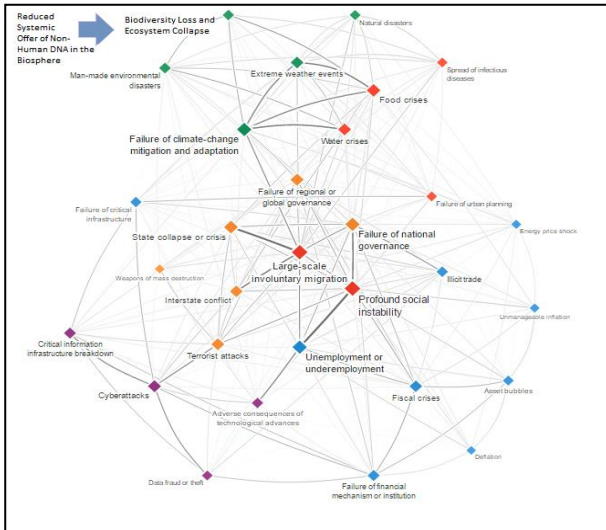 Reduced
Systemic
Offer of Non-
Human DNA in the
Biosphere
Biodiversity Loss and
Ecosystem Collapse
Natural disasters
Man-made environmental
disasters
Extreme weather events
Spread of infectious
diseases
Food crises
Failure of climate-change
mitigation and adaptation
Water crises
Failure of regional or
global governance
Failure of critical
infrastructure
Failure of urban planning
State collapse or crisis
Failure of national
governance
Energy price shock
Large-scale
involuntary migration
Weapons of mass destruction
Illicit trade
Interstate conflict
Profound social
instability
Unmanageable inflation
Critical information
infrastructure breakdown
Terrorist attacks
Unemployment or
underemployment
Cyberattacks
Fiscal crises
Asset bubbles
Adverse consequences of
technological advances
Deflation
Data fraud or theft
Failure of financial
mechanism or institution